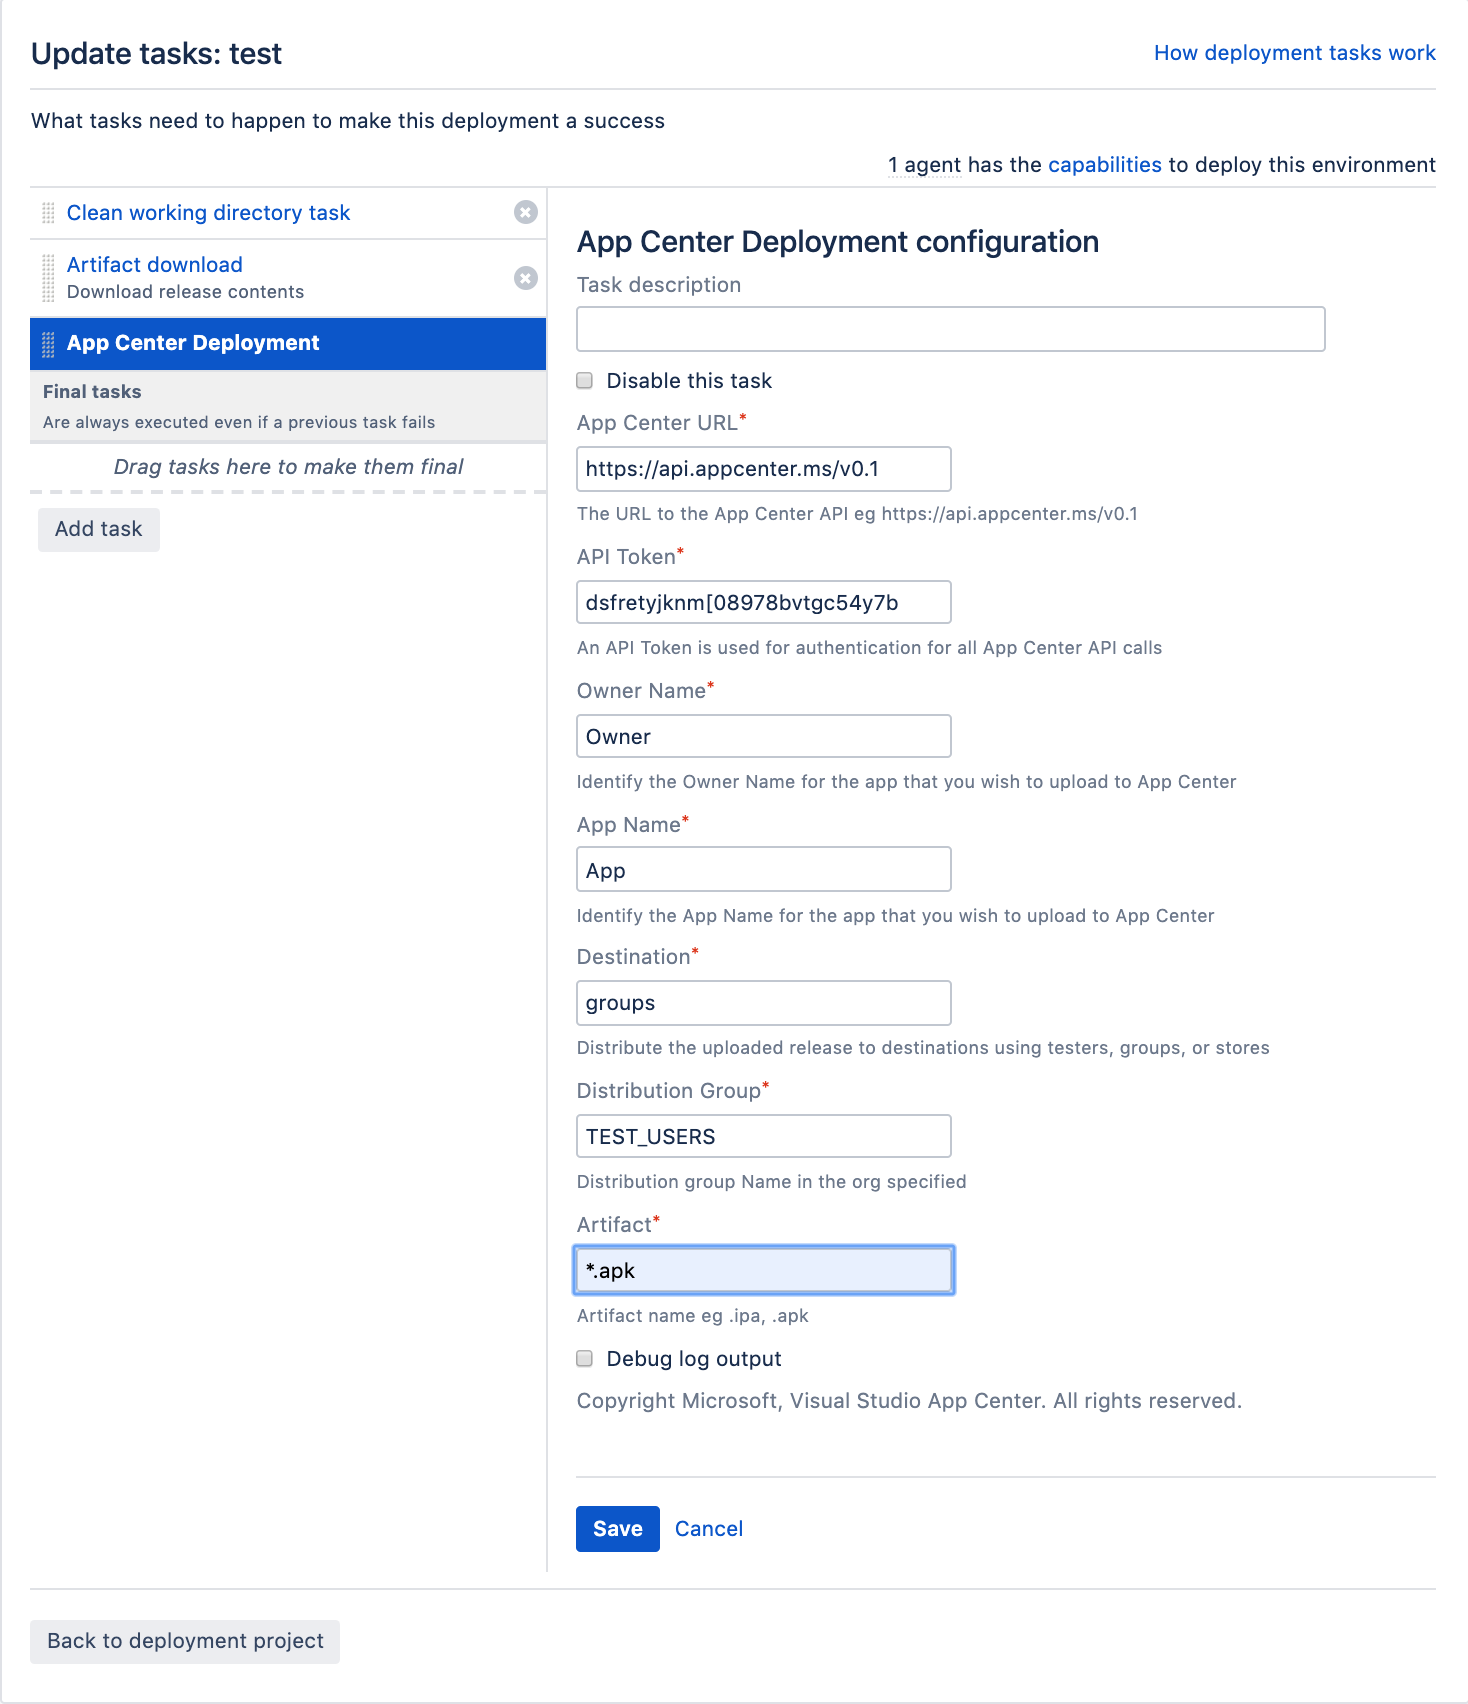 Update tasks: test
How deployment tasks work
What tasks need to happen to make this deployment a success
1 agent has the capabilities to deploy this environment
Clean working directory task
Artifact download
Download release contents
App Center Deployment
Final tasks
Are always executed even if a previous task fails
Drag tasks here to make them final
Add task
App Center Deployment configuration
Task description
Disable this task
App Center URL*
https://api.appcenter.ms/v0.1
The URL to the App Center API eg https://api.appcenter.ms/v0.1
API Token*
dsfretyjknm[08978bvtgc54y7b
An API Token is used for authentication for all App Center API calls
Owner Name*
Owner
Identify the Owner Name for the app that you wish to upload to App Center
App Name*
App
Identify the App Name for the app that you wish to upload to App Center
Destination*
groups
Distribute the uploaded release to destinations using testers, groups, or stores
Distribution Group*
TEST_USERS
Distribution group Name in the org specified
Artifact*
*.apk
Artifact name eg .ipa, .apk
Debug log output
Copyright Microsoft, Visual Studio App Center. All rights reserved.
Save
Cancel
Back to deployment project